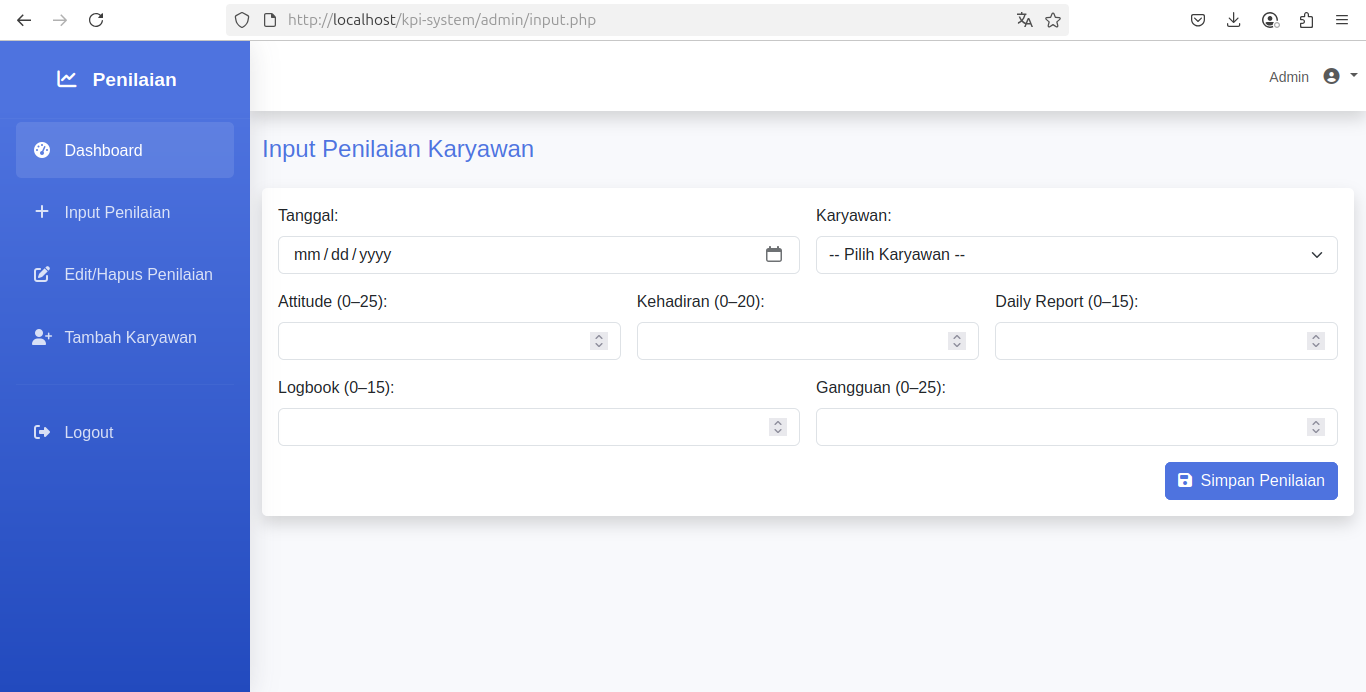 http://localhost/kpi-system/admin/input.php
Penilaian
Admin
Dashboard
Input Penilaian
Edit/Hapus Penilaian
Tambah Karyawan
Logout
Input Penilaian Karyawan
Tanggal:
Karyawan:
mm/dd/yyyy
-- Pilih Karyawan --
Attitude (0–25):
Kehadiran (0–20):
Daily Report (0–15):
Logbook (0–15):
Gangguan (0–25):
Simpan Penilaian